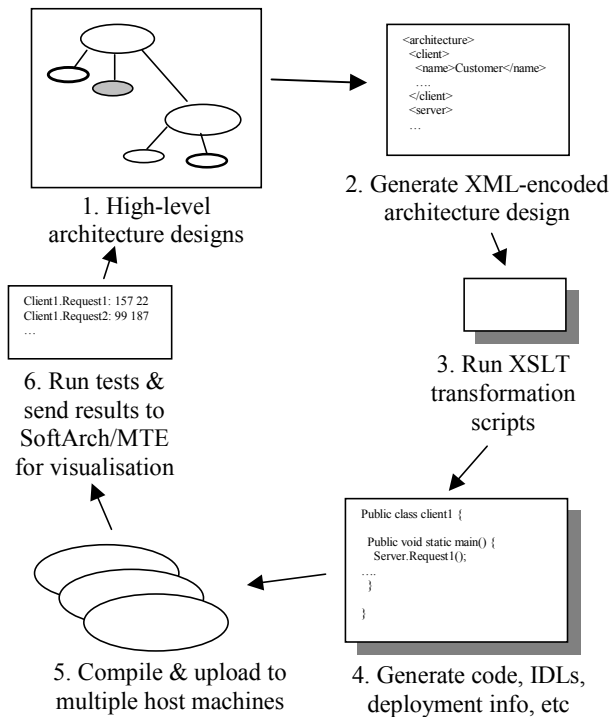 <architecture>
<client>
<name>Customer</name>
….
</client>
<server>
…
1. High-level
architecture designs
2. Generate XML-encoded
architecture design
Client1.Request1: 157 22
Client1.Request2: 99 187
…
3. Run XSLT
transformation
scripts
6. Run tests &
send results to
SoftArch/MTE
for visualisation
Public class client1 {
Public void static main() {
Server.Request1();
….
}
}
5. Compile & upload to
multiple host machines
4. Generate code, IDLs,
deployment info, etc